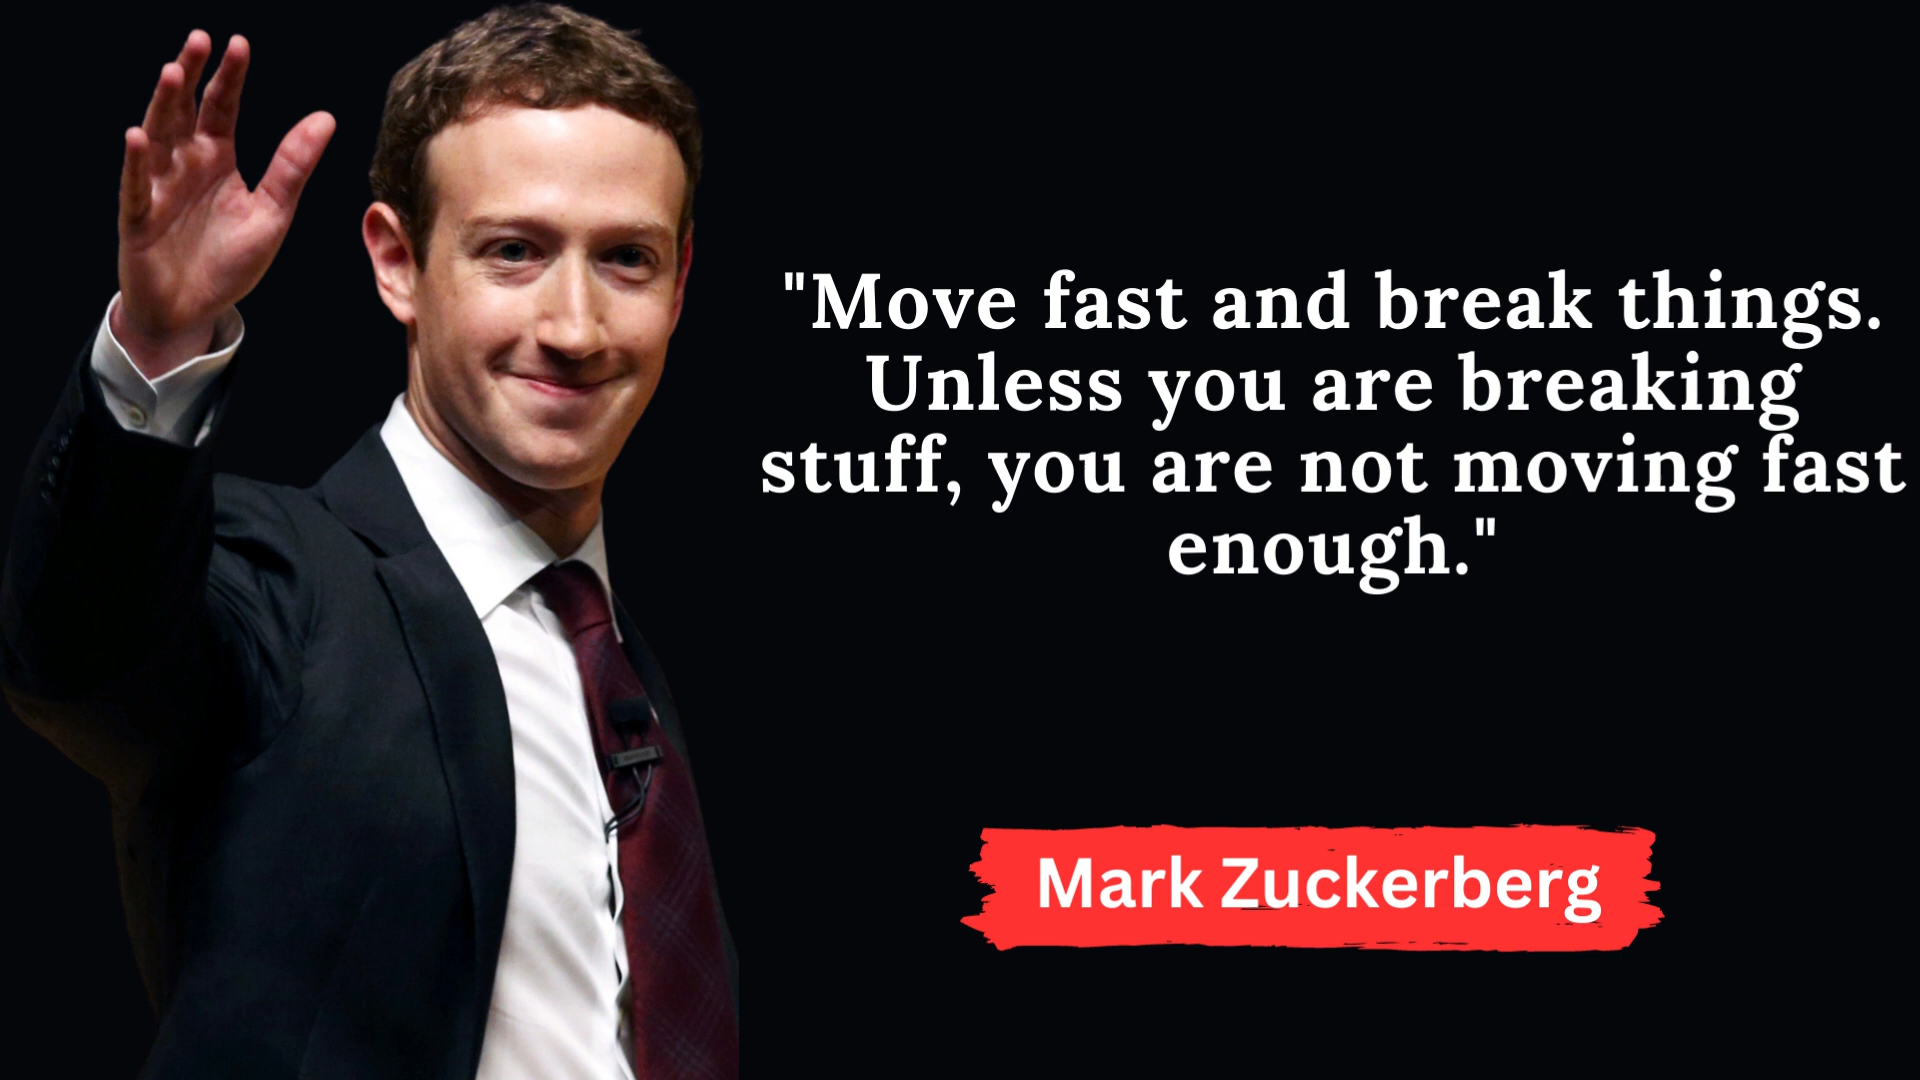 "Move fast and break things.
Unless you are breaking
stuff, you are not moving fast
enough."
Mark Zuckerberg